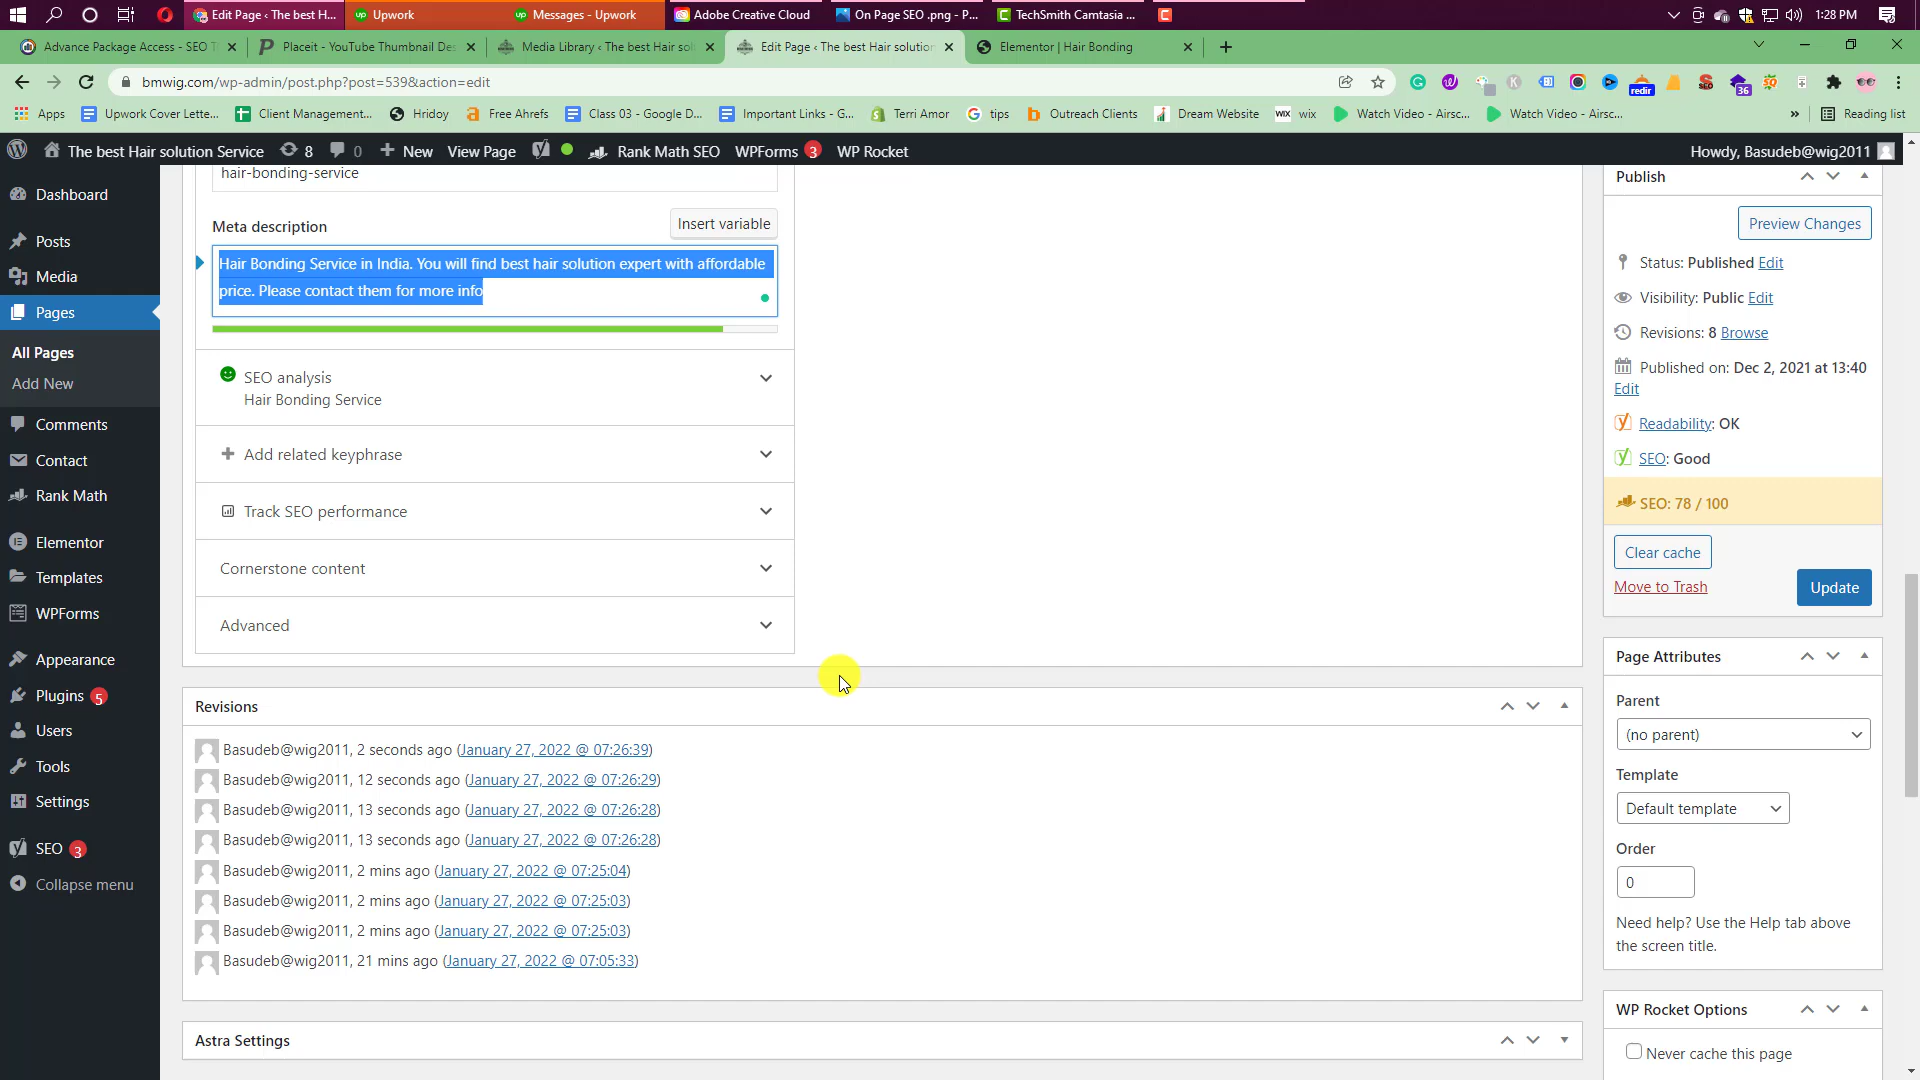 Edit Page ‹ The best H...
Upwork
Messages - Upwork
Adobe Creative Cloud
On Page SEO .png - P...
TechSmith Camtasia ...
1:28 PM
Advance Package Access - SEO T
Placeit - YouTube Thumbnail Des
Media Library ‹ The best Hair sol
Edit Page ‹ The best Hair solution
Elementor | Hair Bonding
bmwig.com/wp-admin/post.php?post=539&action=edit
redir
36
Apps
Upwork Cover Lette...
Client Management...
Hridoy
Free Ahrefs
Class 03 - Google D...
Important Links - G...
Terri Amor
tips
Outreach Clients
Dream Website
WIX
wix
Watch Video - Airsc...
Watch Video - Airsc...
»
Reading list
The best Hair solution Service
8
0
New
View Page
Rank Math SEO
WPForms 3
WP Rocket
Howdy, Basudeb@wig2011
Dashboard
Posts
Media
Pages
All Pages
Add New
Comments
Contact
Rank Math
Elementor
Templates
WPForms
Appearance
Plugins 5
Users
Tools
Settings
SEO 3
Collapse menu
hair-bonding-service
Meta description
Insert variable
Hair Bonding Service in India. You will find best hair solution expert with affordable
price. Please contact them for more info
SEO analysis
Hair Bonding Service
Add related keyphrase
Track SEO performance
Cornerstone content
Advanced
Revisions
Basudeb@wig2011, 2 seconds ago (January 27, 2022 @ 07:26:39)
Basudeb@wig2011, 12 seconds ago (January 27, 2022 @ 07:26:29)
Basudeb@wig2011, 13 seconds ago (January 27, 2022 @ 07:26:28)
Basudeb@wig2011, 13 seconds ago (January 27, 2022 @ 07:26:28)
Basudeb@wig2011, 2 mins ago (January 27, 2022 @ 07:25:04)
Basudeb@wig2011, 2 mins ago (January 27, 2022 @ 07:25:03)
Basudeb@wig2011, 2 mins ago (January 27, 2022 @ 07:25:03)
Basudeb@wig2011, 21 mins ago (January 27, 2022 @ 07:05:33)
Astra Settings
Publish
Preview Changes
Status: Published Edit
Visibility: Public Edit
Revisions: 8 Browse
Published on: Dec 2, 2021 at 13:40
Edit
Readability: OK
SEO: Good
SEO: 78 / 100
Clear cache
Move to Trash
Update
Page Attributes
Parent
(no parent)
Template
Default template
Order
0
Need help? Use the Help tab above
the screen title.
WP Rocket Options
Never cache this page